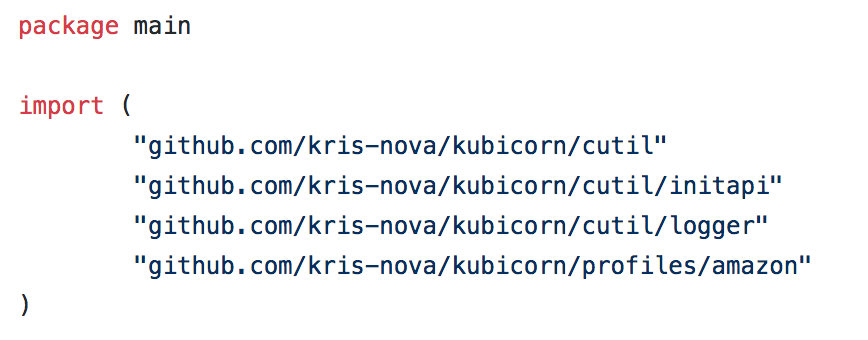 package main
import (
"github.com/kris-nova/kubicorn/cutil"
"github.com/kris-nova/kubicorn/cutil/initapi"
"github.com/kris-nova/kubicorn/cutil/logger"
"github.com/kris-nova/kubicorn/profiles/amazon"
)